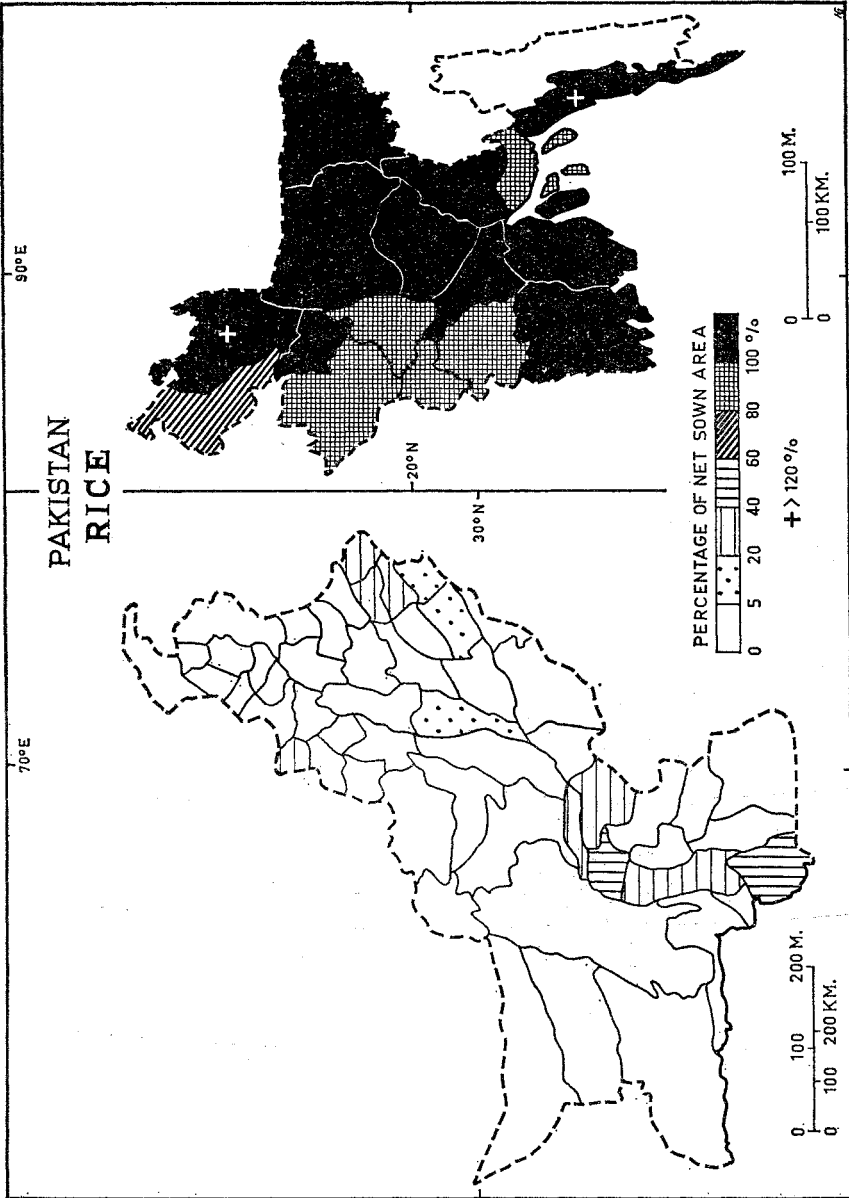 PAKISTAN
RICE
70°E
90°E
30°N
20°N
PERCENTAGE OF NET SOWN AREA
0 5 20 40 60 80 100 %
+ > 120 %
0 100 200 M.
0 100 200 KM.
0 100 M.
0 100 KM.